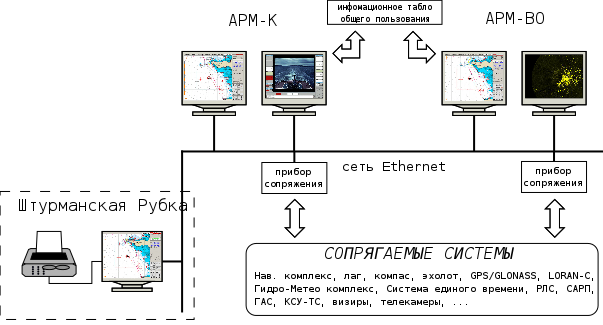 инфомационное табло
общего пользования
АРМ-К
АРМ-ВО
прибор
сопряжения
сеть Ethernet
прибор
сопряжения
Штурманская Рубка
СОПРЯГАЕМЫЕ СИСТЕМЫ
Нав. комплекс, лаг, компас, эхолот, GPS/GLONASS, LORAN-C,
Гидро-Метео комплекс, Система единого времени, РЛС, САРП,
ГАС, КСУ-ТС, визиры, телекамеры, ...